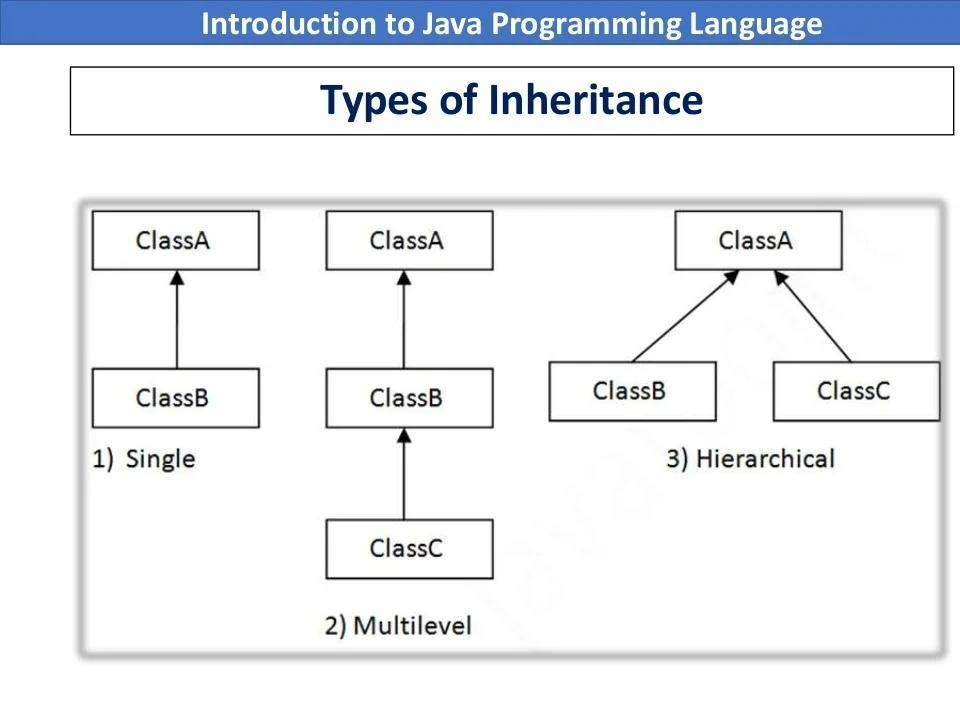 Introduction to Java Programming Language
Types of Inheritance
ClassA
ClassB
1) Single
ClassA
ClassB
ClassC
2) Multilevel
ClassA
ClassB
ClassC
3) Hierarchical